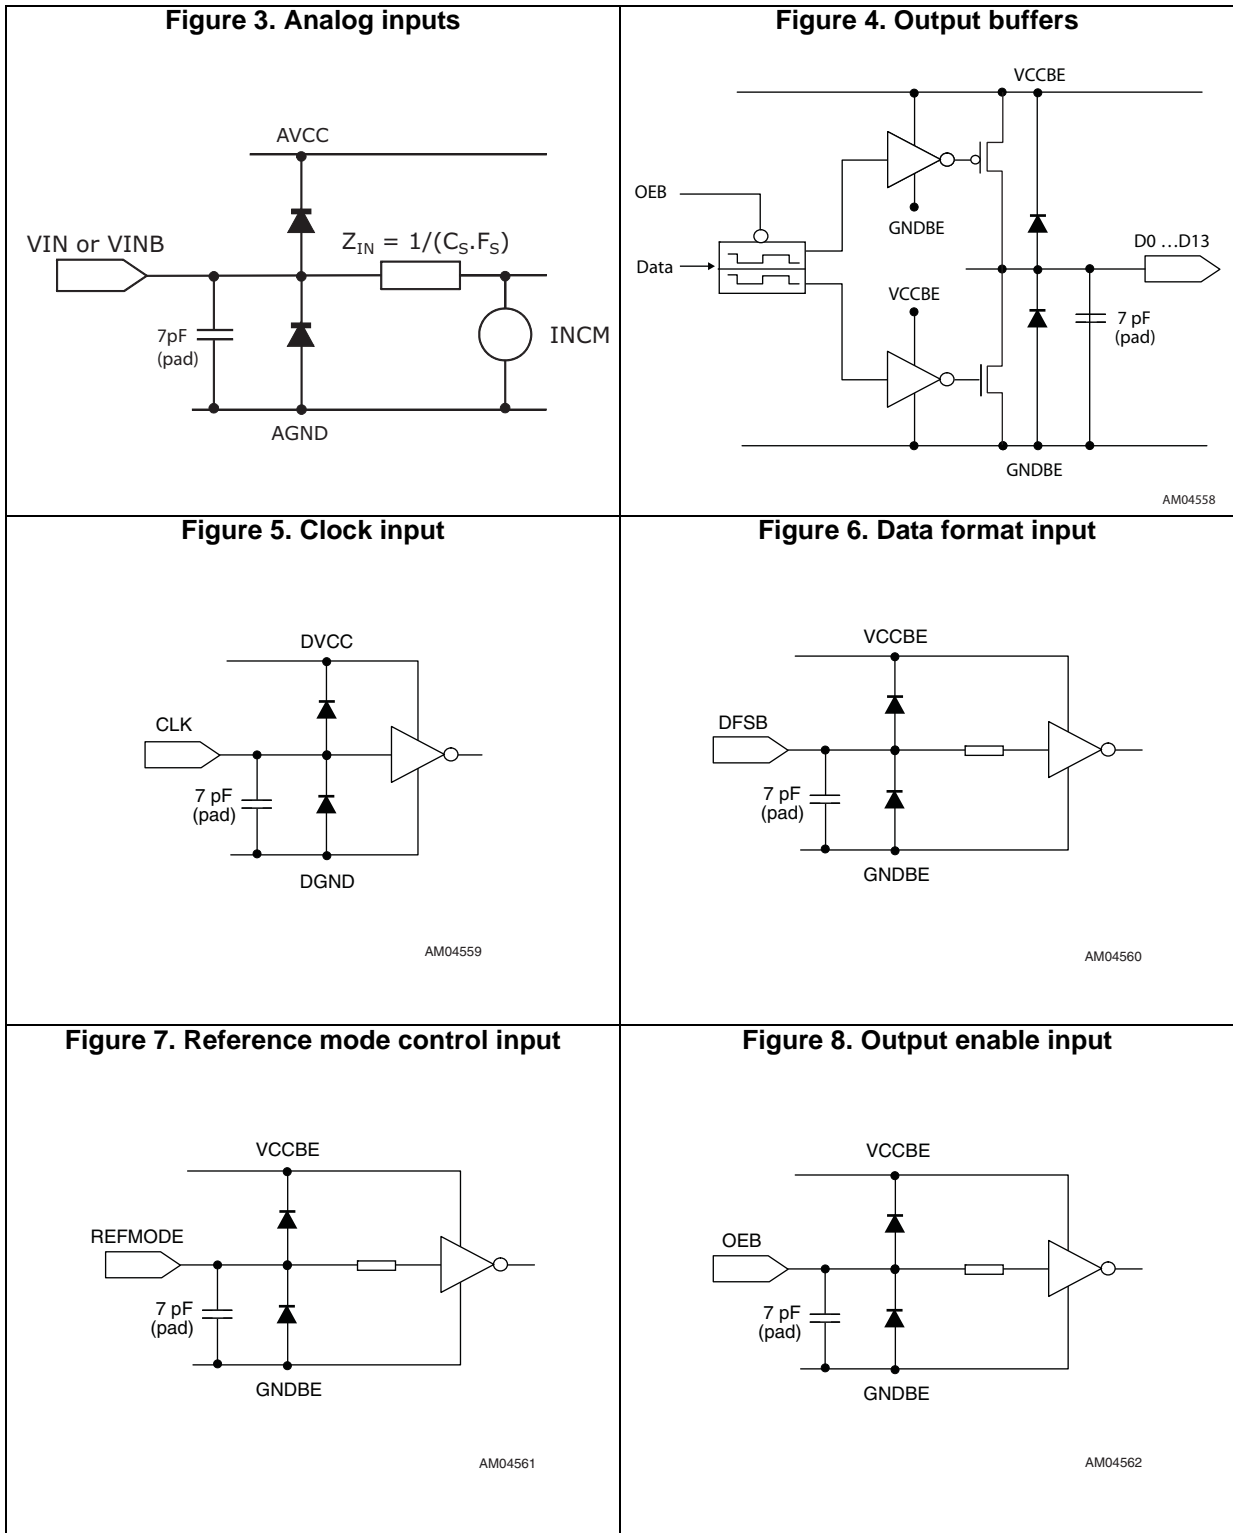 Figure 3. Analog inputs
AVCC
VIN or VINB
Z_IN = 1/(C_S.F_S)
7pF
(pad)
INCM
AGND
Figure 4. Output buffers
VCCBE
OEB
GNDBE
D0 ...D13
Data
VCCBE
7 pF
(pad)
GNDBE
AM04558
Figure 5. Clock input
DVCC
CLK
7 pF
(pad)
DGND
AM04559
Figure 6. Data format input
VCCBE
DFSB
7 pF
(pad)
GNDBE
AM04560
Figure 7. Reference mode control input
VCCBE
REFMODE
7 pF
(pad)
GNDBE
AM04561
Figure 8. Output enable input
VCCBE
OEB
7 pF
(pad)
GNDBE
AM04562